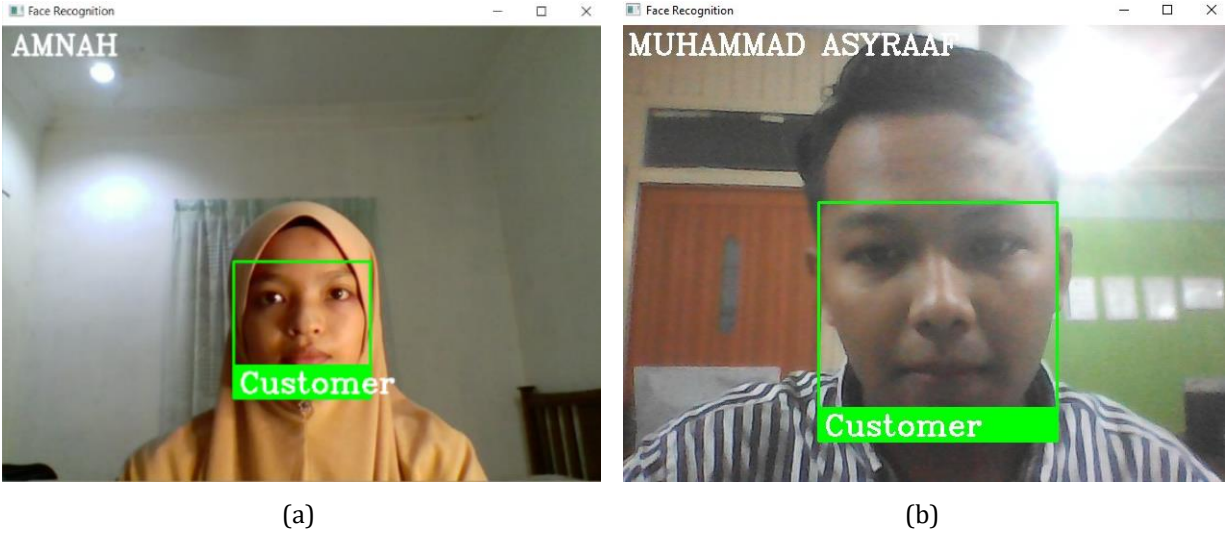 Face Recognition
AMNAH
Customer
(a)
Face Recognition
MUHAMMAD ASYRAAF
Customer
(b)